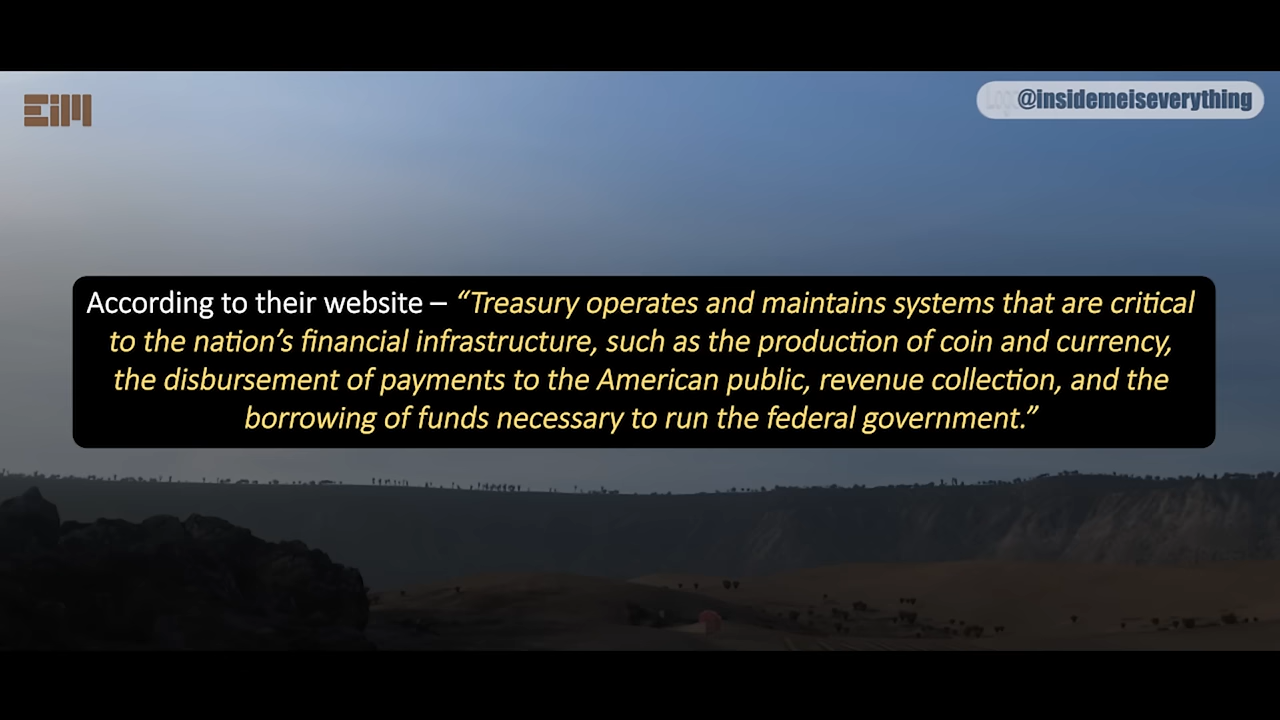 EiM
@insidemeiseverything
According to their website – “Treasury operates and maintains systems that are critical
to the nation’s financial infrastructure, such as the production of coin and currency,
the disbursement of payments to the American public, revenue collection, and the
borrowing of funds necessary to run the federal government.”